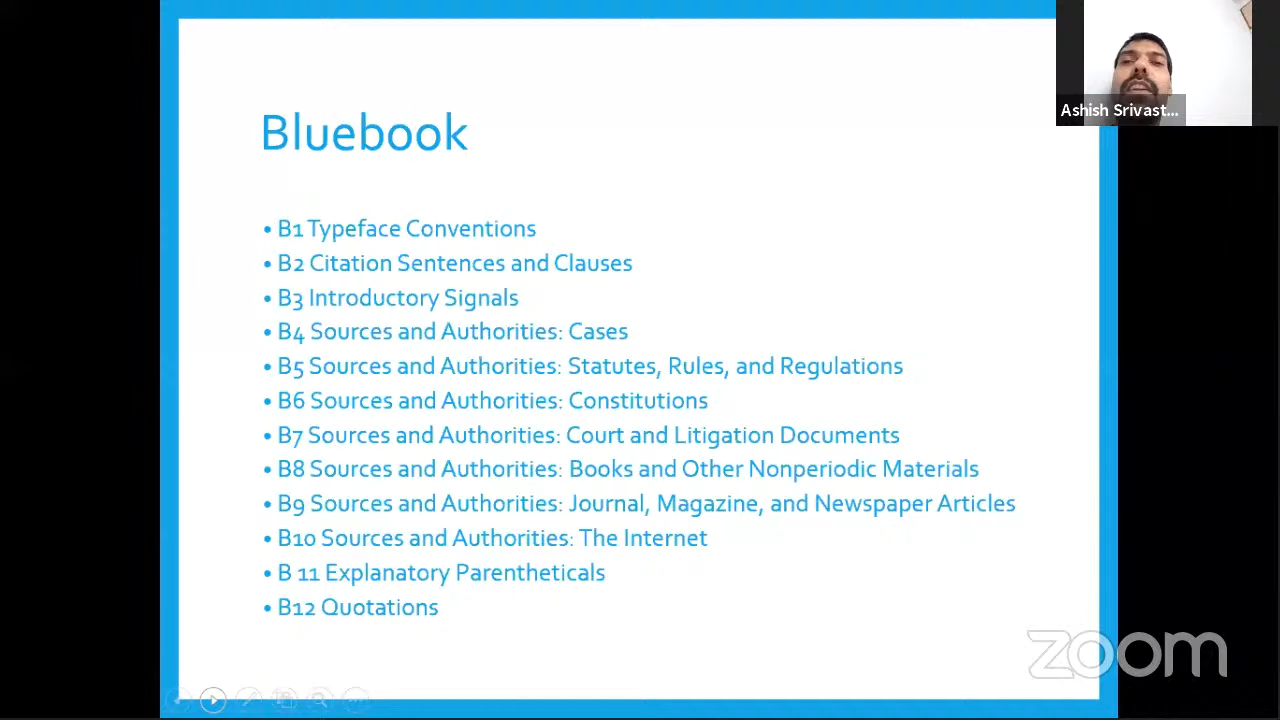 Bluebook
• B1 Typeface Conventions
• B2 Citation Sentences and Clauses
• B3 Introductory Signals
• B4 Sources and Authorities: Cases
• B5 Sources and Authorities: Statutes, Rules, and Regulations
• B6 Sources and Authorities: Constitutions
• B7 Sources and Authorities: Court and Litigation Documents
• B8 Sources and Authorities: Books and Other Nonperiodic Materials
• B9 Sources and Authorities: Journal, Magazine, and Newspaper Articles
• B10 Sources and Authorities: The Internet
• B 11 Explanatory Parentheticals
• B12 Quotations
Ashish Srivast...
zoom